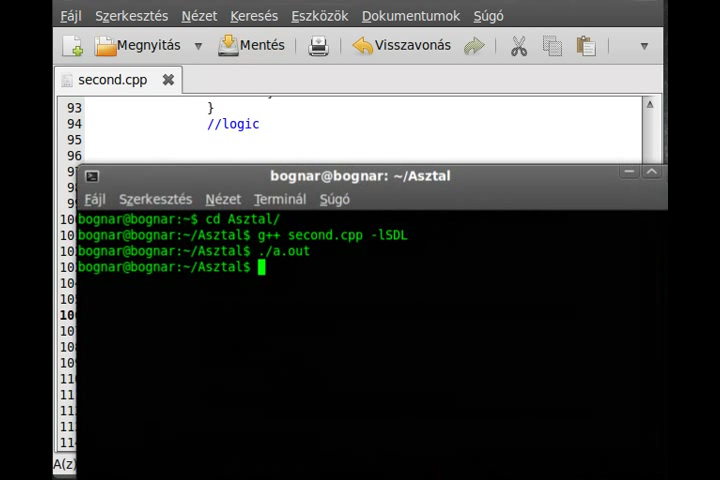 Fájl Szerkesztés Nézet Keresés Eszközök Dokumentumok Súgó
Megnyitás Mentés Visszavonás
second.cpp
93 }
94 //logic
95
96
bognar@bognar: ~/Asztal
Fájl Szerkesztés Nézet Terminál Súgó
bognar@bognar:~$ cd Asztal/
bognar@bognar:~/Asztal$ g++ second.cpp -lSDL
bognar@bognar:~/Asztal$ ./a.out
bognar@bognar:~/Asztal$
A(z)